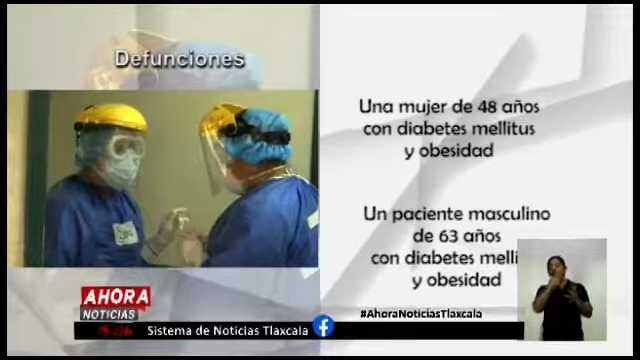 Defunciones
Una mujer de 48 años
con diabetes mellitus
y obesidad
Un paciente masculino
de 63 años
con diabetes
y obesidad
AHORA
NOTICIAS
Sistema de Noticias Tlaxcala
#AhoraNoticiasTlaxcala